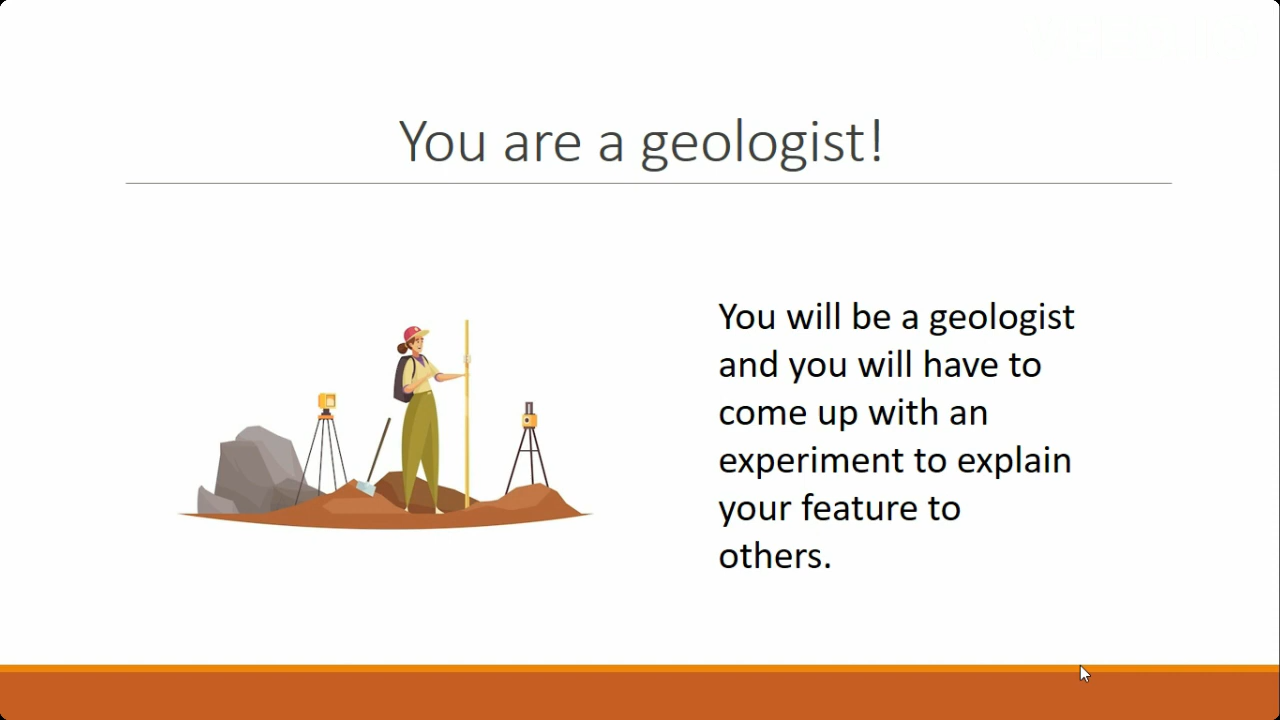 You are a geologist!
You will be a geologist
and you will have to
come up with an
experiment to explain
your feature to
others.